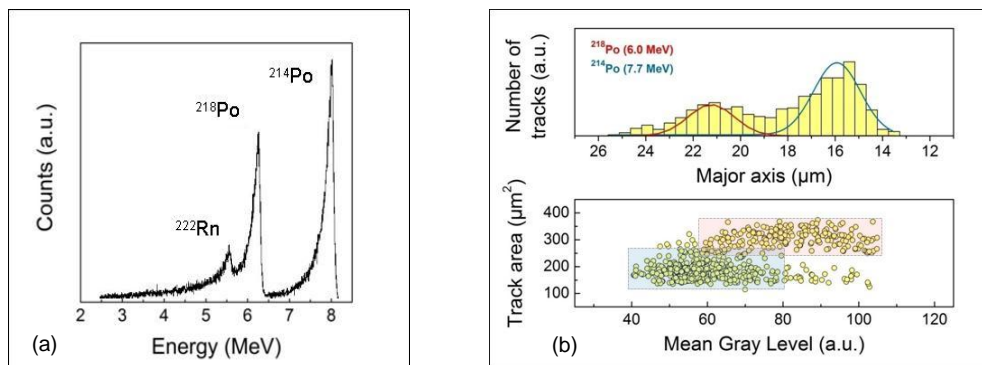 ²¹⁴Po
²¹⁸Po
²²²Rn
Counts (a.u.)
2 3 4 5 6 7 8
Energy (MeV)
(a)
²¹⁸Po (6.0 MeV)
²¹⁴Po (7.7 MeV)
Number of
tracks (a.u.)
26 24 22 20 18 16 14 12
Major axis (µm)
Track area (µm²)
400
300
200
100
40 60 80 100 120
Mean Gray Level (a.u.)
(b)